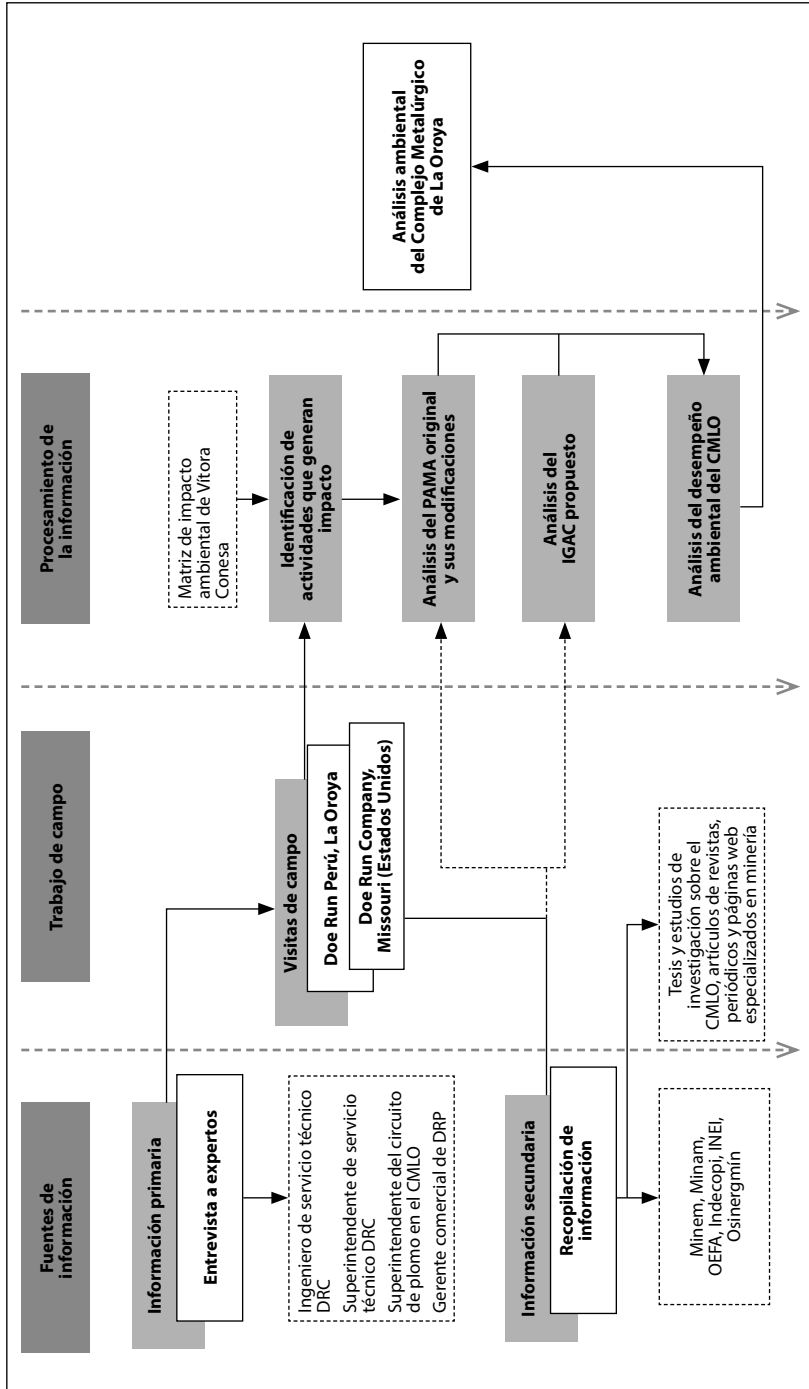 Fuentes de
información
Trabajo de campo
Procesamiento de
la información
Información primaria
Entrevista a expertos
Ingeniero de servicio técnico
DRC
Superintendente de servicio
técnico DRC
Superintendente del circuito
de plomo en el CMLO
Gerente comercial de DRP
Información secundaria
Recopilación de
información
Minem, Minam,
OEFA, Indecopi, INEI,
Osinergmin
Visitas de campo
Doe Run Perú, La Oroya
Doe Run Company,
Missouri (Estados Unidos)
Tesis y estudios de
investigación sobre el
CMLO, artículos de revistas,
periódicos y páginas web
especializados en minería
Matriz de impacto
ambiental de Vítora
Conesa
Identificación de
actividades que generan
impacto
Análisis del PAMA original
y sus modificaciones
Análisis del
IGAC propuesto
Análisis del desempeño
ambiental del CMLO
Análisis ambiental
del Complejo Metalúrgico
de La Oroya